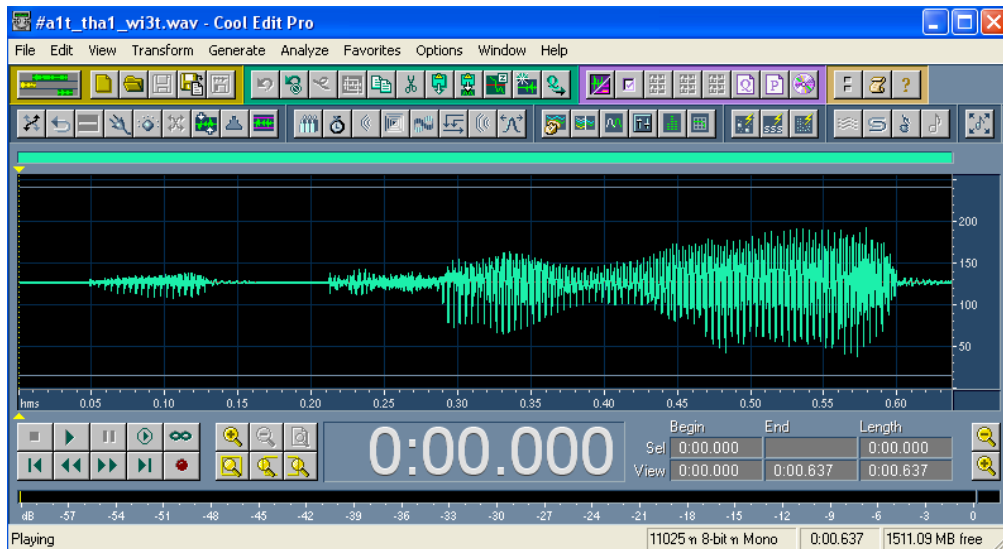 #a1t_tha1_wi3t.wav - Cool Edit Pro
File Edit View Transform Generate Analyze Favorites Options Window Help
200
150
100
50
hms 0.05 0.10 0.15 0.20 0.25 0.30 0.35 0.40 0.45 0.50 0.55 0.60
0:00.000
Begin End Length
Sel 0:00.000 0:00.000
View 0:00.000 0:00.637 0:00.637
dB -57 -54 -51 -48 -45 -42 -39 -36 -33 -30 -27 -24 -21 -18 -15 -12 -9 -6 -3 0
Playing 11025 ท 8-bit ท Mono 0:00.637 1511.09 MB free